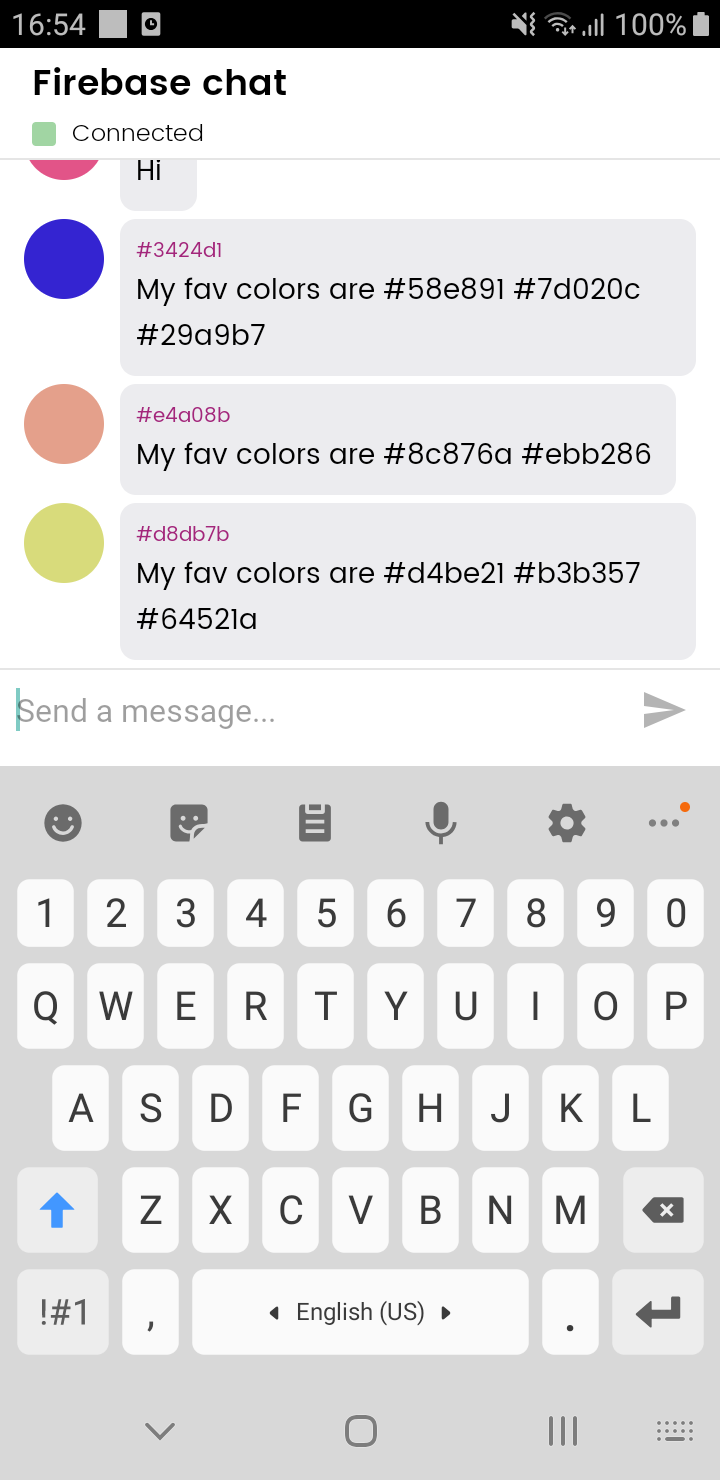 16:54 100%
Firebase chat
Connected
Hi
#3424d1
My fav colors are #58e891 #7d020c
#29a9b7
#e4a08b
My fav colors are #8c876a #ebb286
#d8db7b
My fav colors are #d4be21 #b3b357
#64521a
Send a message...
1 2 3 4 5 6 7 8 9 0
Q W E R T Y U I O P
A S D F G H J K L
Z X C V B N M
!#1 , English (US) .